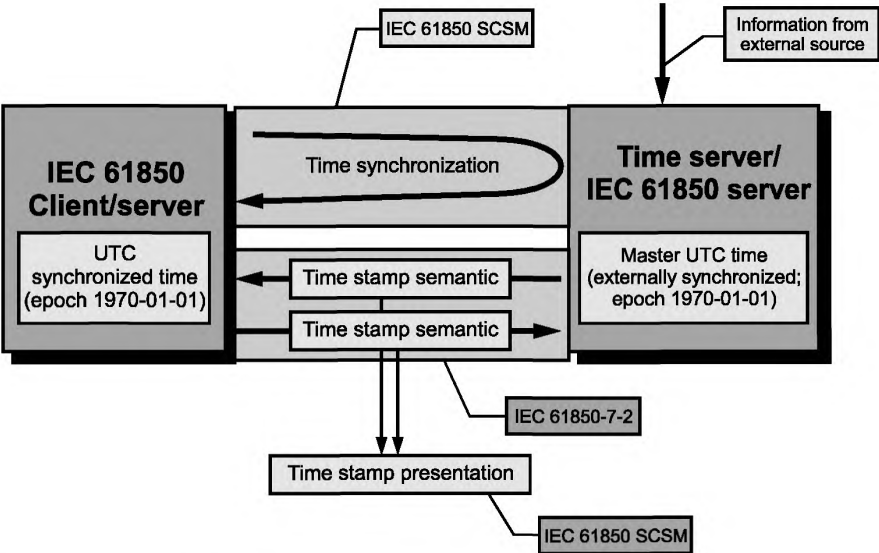 IEC 61850 SCSM
Information from
external source
IEC 61850
Client/server
UTC
synchronized time
(epoch 1970-01-01)
Time synchronization
Time server/
IEC 61850 server
Master UTC time
(externally synchronized;
epoch 1970-01-01)
Time stamp semantic
Time stamp semantic
IEC 61850-7-2
Time stamp presentation
IEC 61850 SCSM